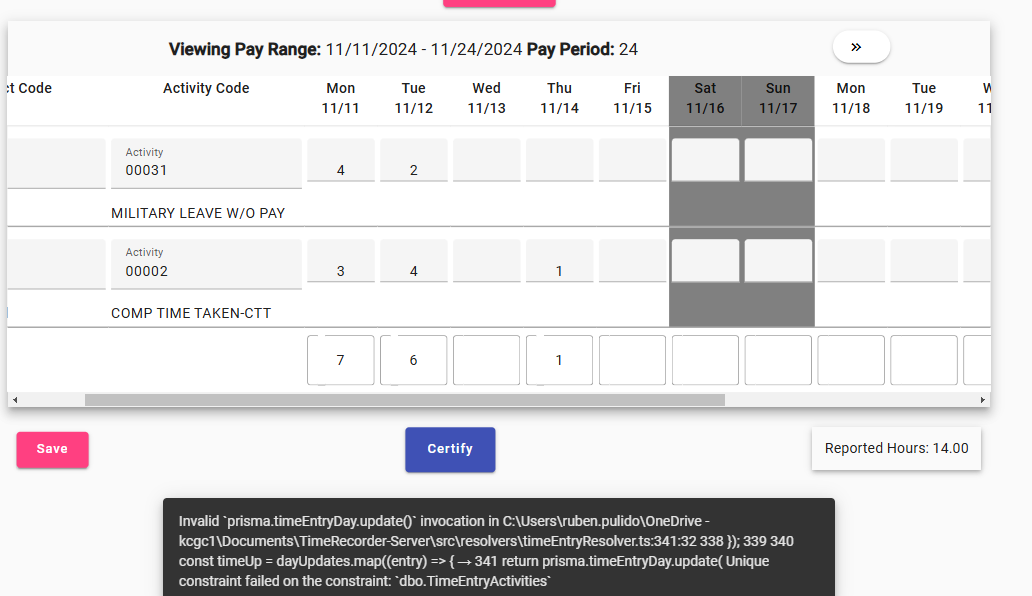 Viewing Pay Range: 11/11/2024 - 11/24/2024 Pay Period: 24 »
ct Code Activity Code Mon Tue Wed Thu Fri Sat Sun Mon Tue W
11/11 11/12 11/13 11/14 11/15 11/16 11/17 11/18 11/19 11
Activity
00031 4 2
MILITARY LEAVE W/O PAY
Activity
00002 3 4 1
COMP TIME TAKEN-CTT
7 6 1
Save Certify Reported Hours: 14.00
Invalid `prisma.timeEntryDay.update()` invocation in C:\Users\ruben.pulido\OneDrive -
kcgc1\Documents\TimeRecorder-Server\src\resolvers\timeEntryResolver.ts:341:32 338 }); 339 340
const timeUp = dayUpdates.map((entry) => { → 341 return prisma.timeEntryDay.update( Unique
constraint failed on the constraint: `dbo.TimeEntryActivities`